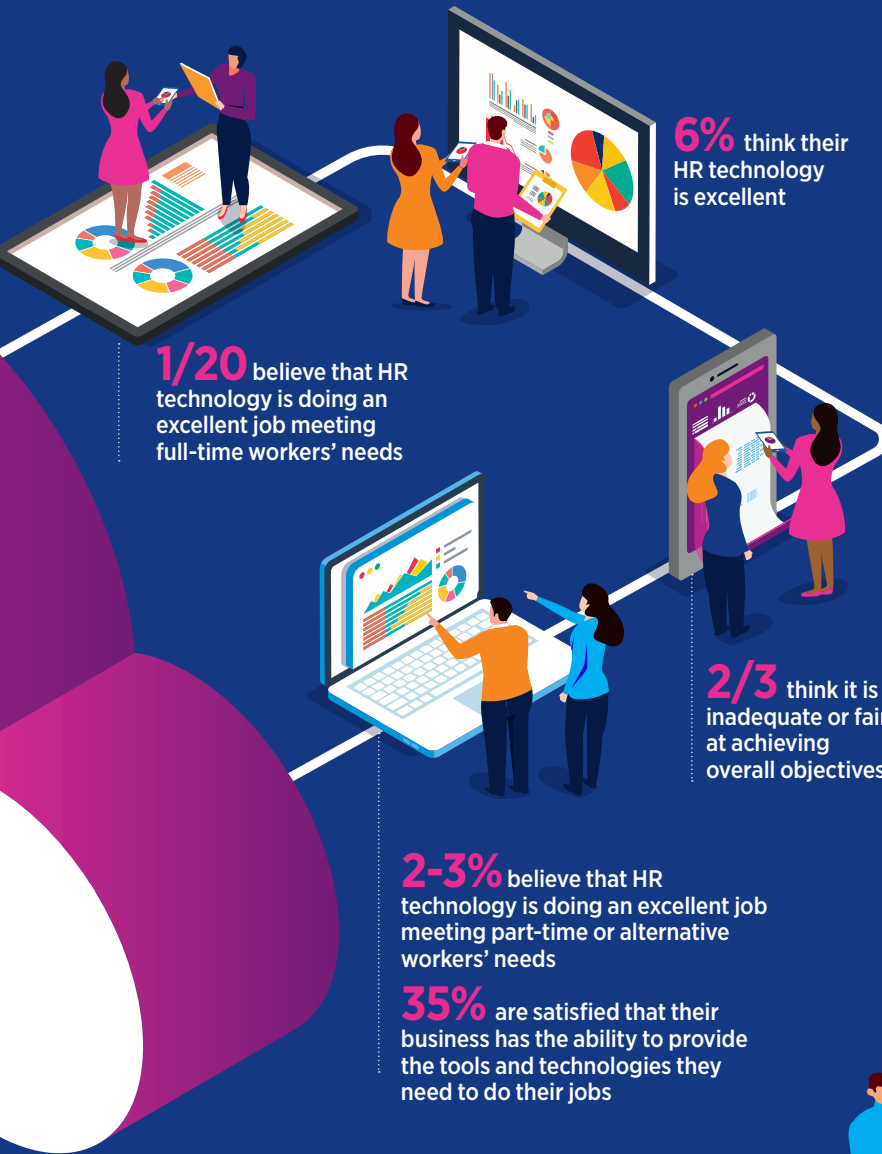 6% think their
HR technology
is excellent
1/20 believe that HR
technology is doing an
excellent job meeting
full-time workers’ needs
2/3 think it is
inadequate or fair
at achieving
overall objectives
2-3% believe that HR
technology is doing an excellent job
meeting part-time or alternative
workers’ needs
35% are satisfied that their
business has the ability to provide
the tools and technologies they
need to do their jobs